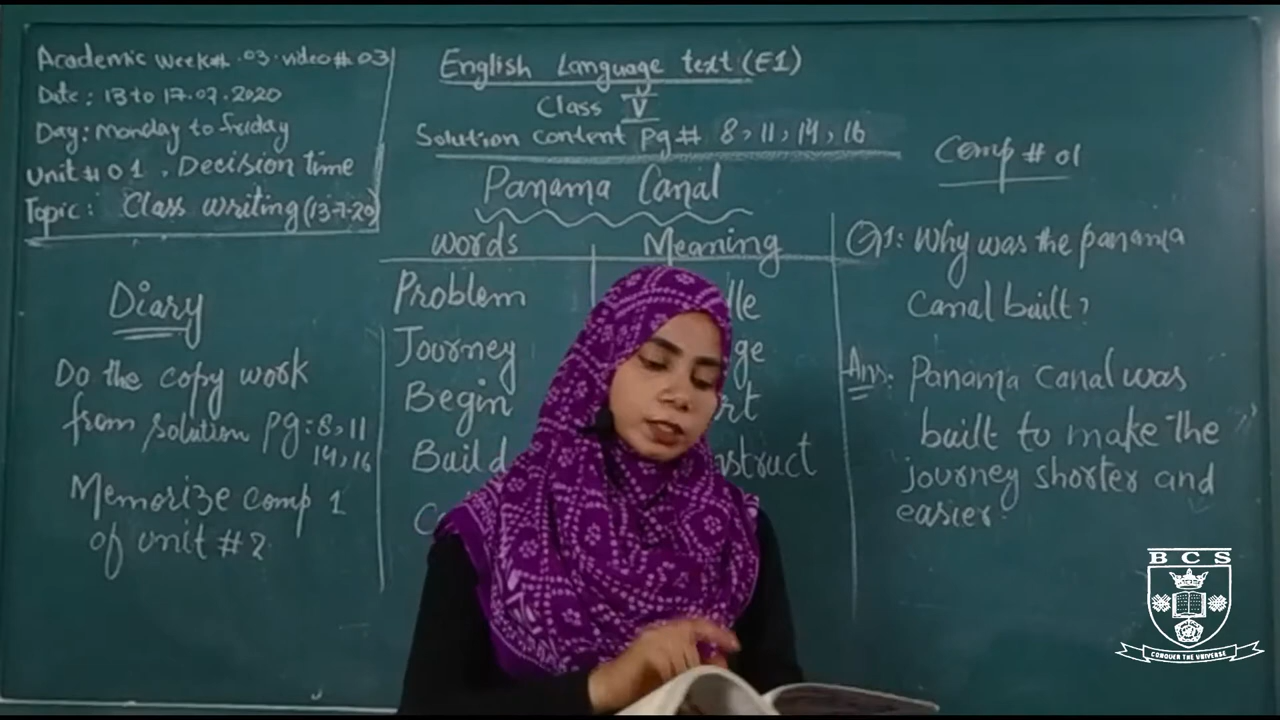 Academic week#.03.video#.03
Date: 13 to 17.07.2020
Day: Monday to Friday
Unit # 01. Decision time
Topic: Class writing (13-7-20)
English Language text (E1)
Class V
Solution content pg# 8, 11, 14, 16
Panama Canal
Comp # 01
Diary
Do the copy work
from solution pg: 8, 11
14, 16
Memorize comp 1
of unit # 2
words Meaning
Problem
Journey
Begin
Build
Q1: Why was the panama
Canal built?
Ans: Panama canal was
built to make the
journey shorter and
easier.
BCS
CONQUER THE UNIVERSE